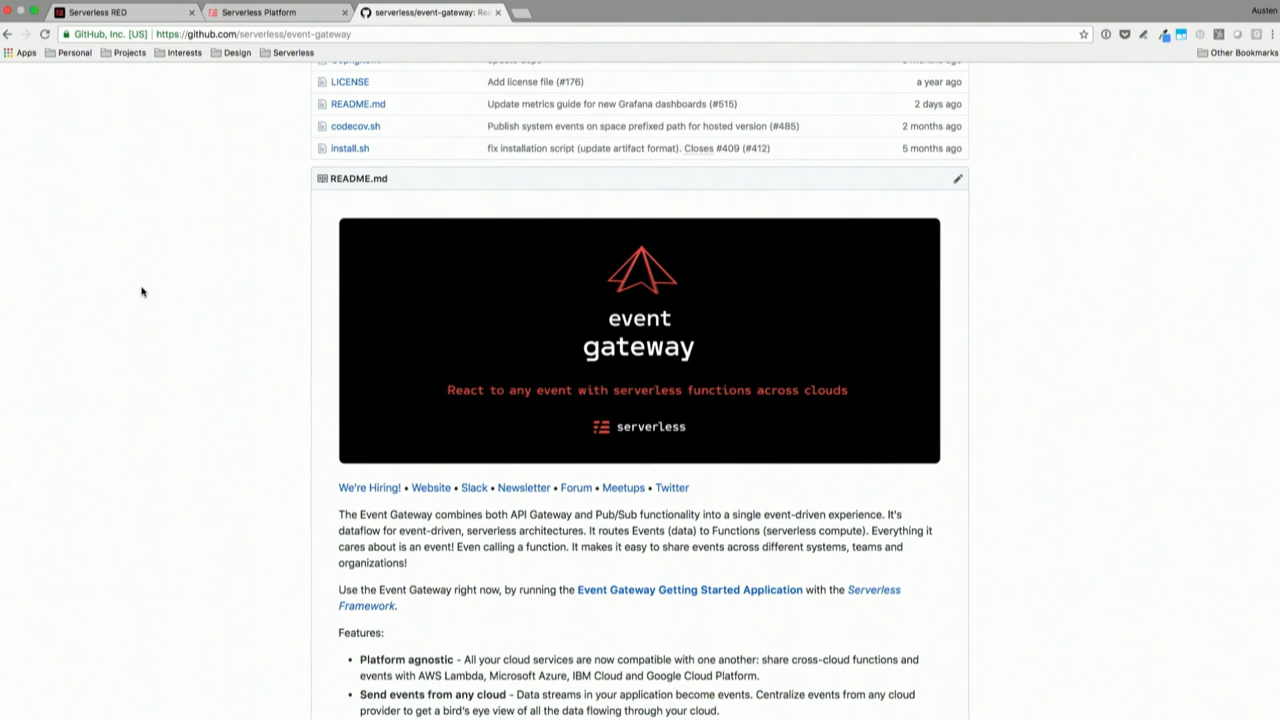 Serverless RED
Serverless Platform
serverless/event-gateway: Re
Austen
GitHub, Inc. [US] | https://github.com/serverless/event-gateway
Apps Personal Projects Interests Design Serverless Other Bookmarks
LICENSE Add license file (#176) a year ago
README.md Update metrics guide for new Grafana dashboards (#515) 2 days ago
codecov.sh Publish system events on space prefixed path for hosted version (#485) 2 months ago
install.sh fix installation script (update artifact format). Closes #409 (#412) 5 months ago
README.md
event
gateway
React to any event with serverless functions across clouds
serverless
We're Hiring! • Website • Slack • Newsletter • Forum • Meetups • Twitter
The Event Gateway combines both API Gateway and Pub/Sub functionality into a single event-driven experience. It's
dataflow for event-driven, serverless architectures. It routes Events (data) to Functions (serverless compute). Everything it
cares about is an event! Even calling a function. It makes it easy to share events across different systems, teams and
organizations!
Use the Event Gateway right now, by running the Event Gateway Getting Started Application with the Serverless
Framework.
Features:
• Platform agnostic - All your cloud services are now compatible with one another: share cross-cloud functions and
events with AWS Lambda, Microsoft Azure, IBM Cloud and Google Cloud Platform.
• Send events from any cloud - Data streams in your application become events. Centralize events from any cloud
provider to get a bird's eye view of all the data flowing through your cloud.